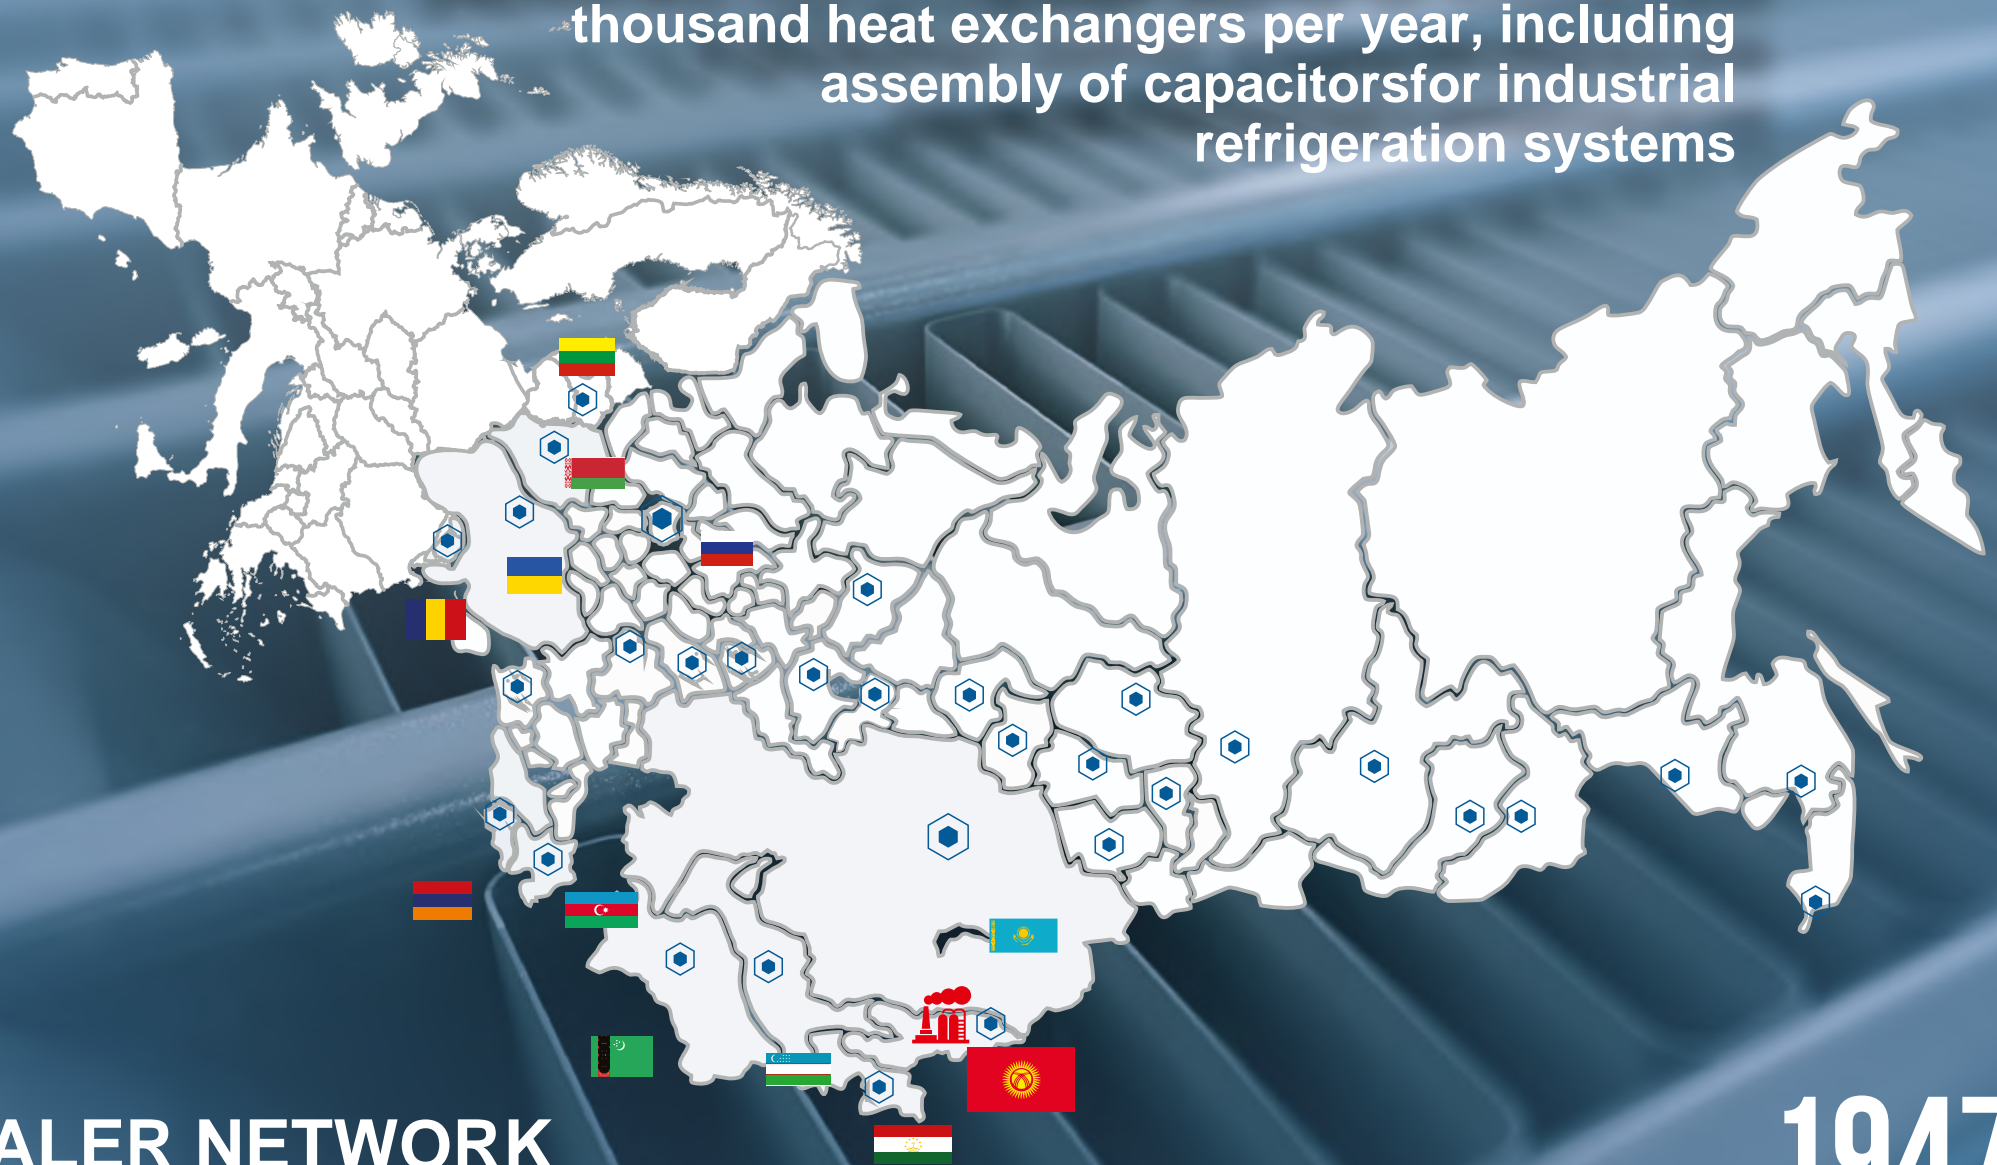 thousand heat exchangers per year, including
assembly of capacitorsfor industrial
refrigeration systems
ALER NETWORK
1947